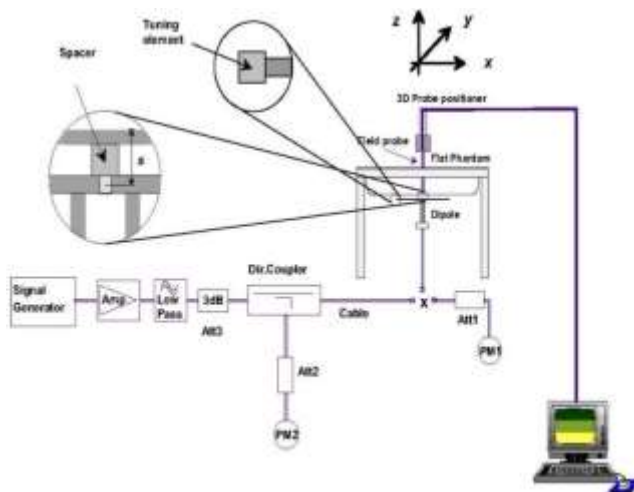 Tuning
element
Spacer
z
y
x
3D Probe positioner
Field probe
Flat Phantom
s
Dipole
Dir.Coupler
Signal
Generator
Amp
Low
Pass
3dB
Att3
Cable
x
Att1
PM1
Att2
PM2